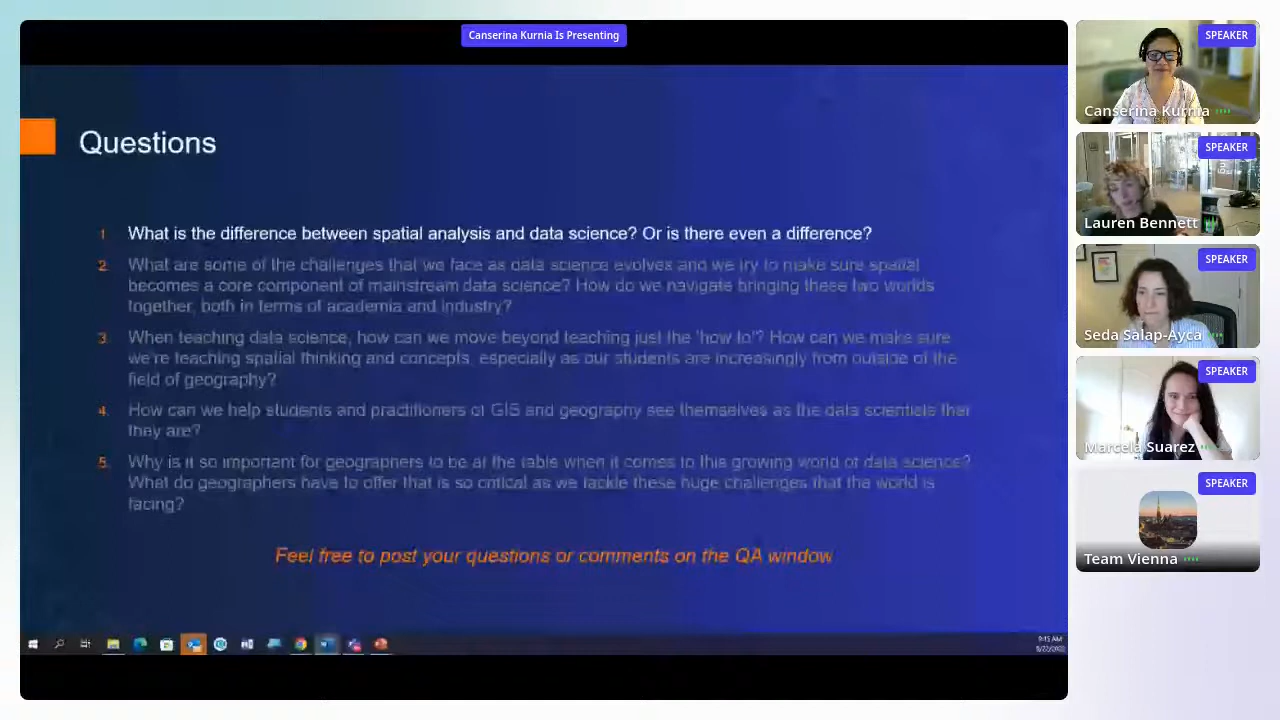 Canserina Kurnia Is Presenting
Questions
1 What is the difference between spatial analysis and data science? Or is there even a difference?
2. What are some of the challenges that we face as data science evolves and we try to make sure spatial
becomes a core component of mainstream data science? How do we navigate bringing these two worlds
together, both in terms of academia and industry?
3. When teaching data science, how can we move beyond teaching just the 'how to'? How can we make sure
we're teaching spatial thinking and concepts, especially as our students are increasingly from outside of the
field of geography?
4. How can we help students and practitioners of GIS and geography see themselves as the data scientists that
they are?
5. Why is it so important for geographers to be at the table when it comes to this growing world of data science?
What do geographers have to offer that is so critical as we tackle these huge challenges that the world is
facing?
Feel free to post your questions or comments on the QA window
9:15 AM
SPEAKER
Canserina Kurnia
SPEAKER
Lauren Bennett
SPEAKER
Seda Salap-Ayca
SPEAKER
Marcela Suarez
SPEAKER
Team Vienna